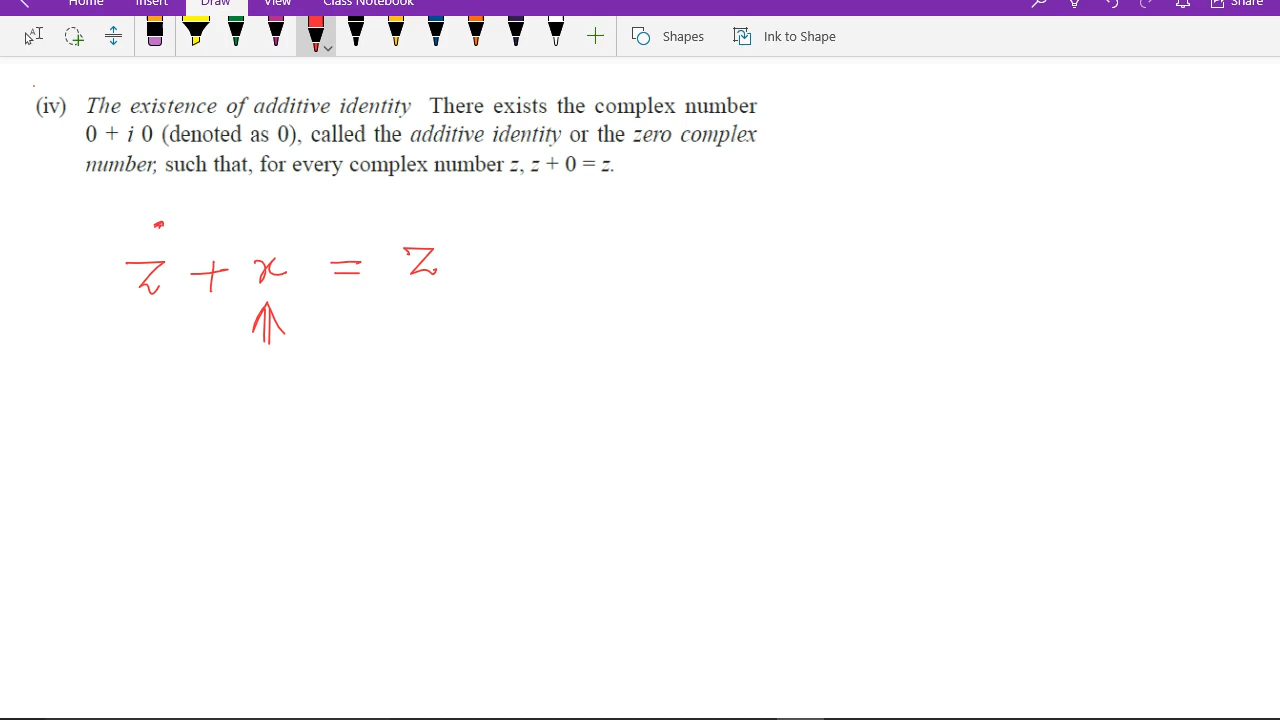 Home Insert Draw View Class Notebook Share
Shapes Ink to Shape
(iv) The existence of additive identity There exists the complex number
0 + i 0 (denoted as 0), called the additive identity or the zero complex
number, such that, for every complex number z, z + 0 = z.
z + x = z